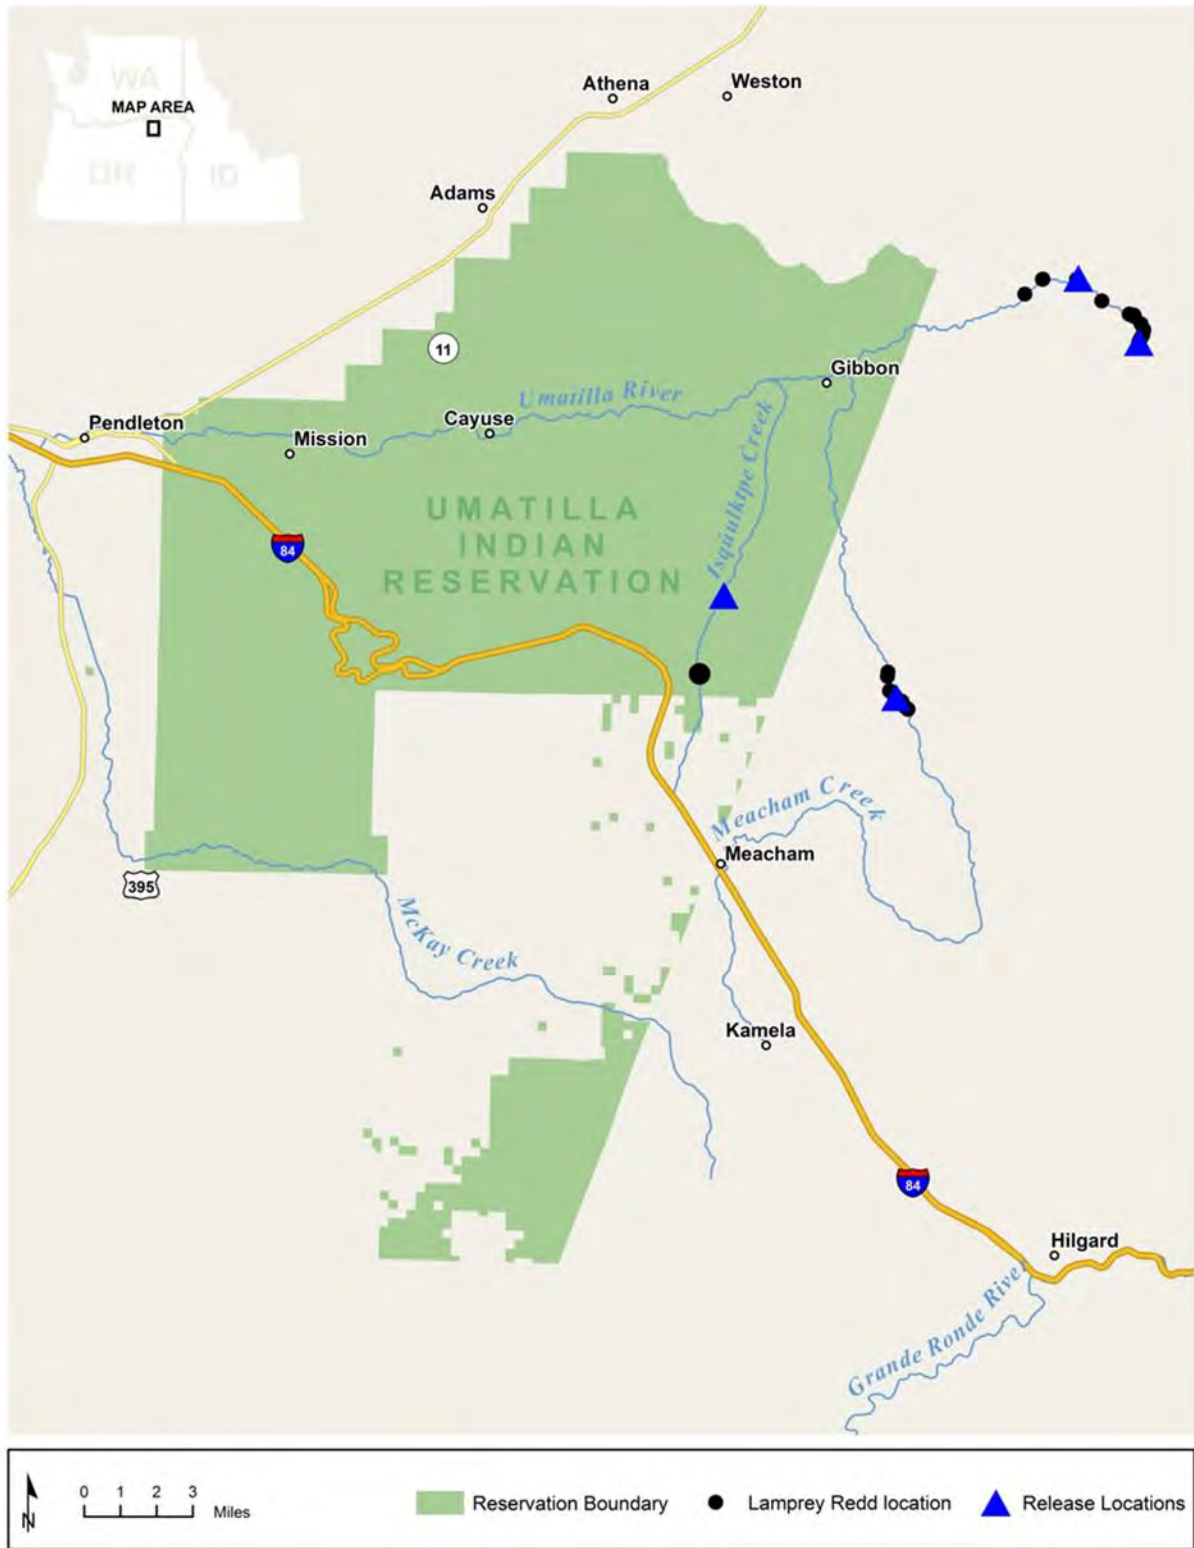 WA
MAP AREA
OR
ID
Athena
Weston
Adams
11
Gibbon
Umatilla River
Pendleton
Cayuse
Mission
Isquulktpe Creek
UMATILLA
INDIAN
RESERVATION
84
Meacham Creek
Meacham
395
McKay Creek
Kamela
84
Hilgard
Grande Ronde River
N
0 1 2 3
Miles
Reservation Boundary
Lamprey Redd location
Release Locations